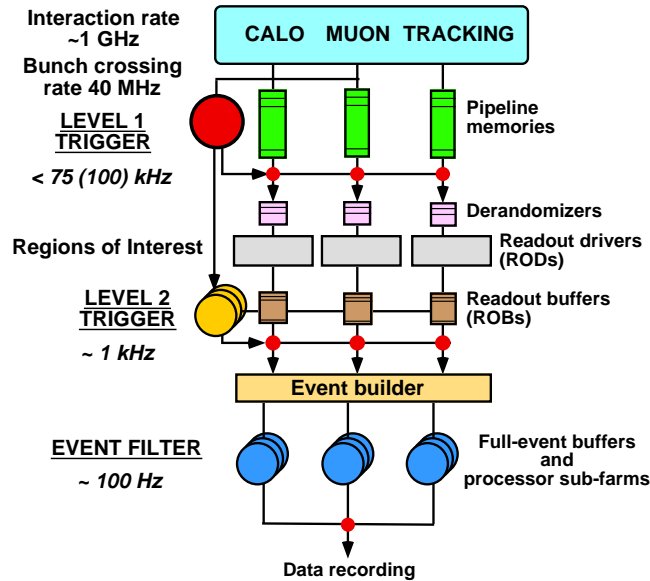 Interaction rate
~1 GHz
CALO MUON TRACKING
Bunch crossing
rate 40 MHz
LEVEL 1
TRIGGER
< 75 (100) kHz
Pipeline
memories
Derandomizers
Regions of Interest
Readout drivers
(RODs)
LEVEL 2
TRIGGER
~ 1 kHz
Readout buffers
(ROBs)
Event builder
EVENT FILTER
~ 100 Hz
Full-event buffers
and
processor sub-farms
Data recording